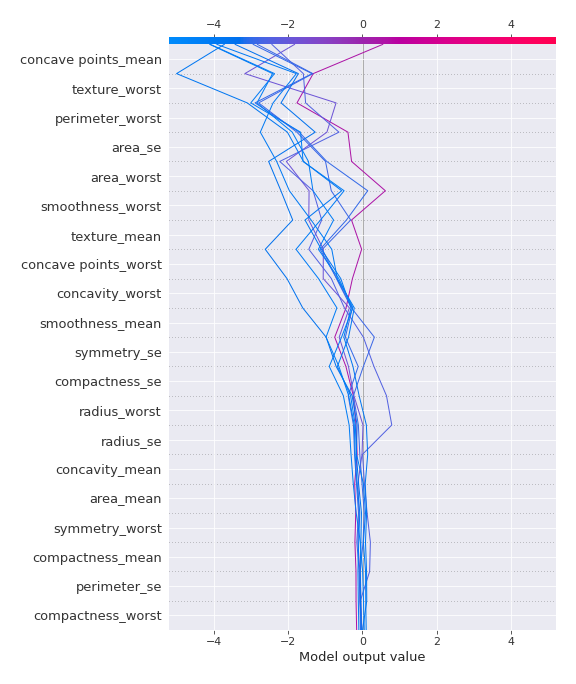 −4 −2 0 2 4
concave points_mean
texture_worst
perimeter_worst
area_se
area_worst
smoothness_worst
texture_mean
concave points_worst
concavity_worst
smoothness_mean
symmetry_se
compactness_se
radius_worst
radius_se
concavity_mean
area_mean
symmetry_worst
compactness_mean
perimeter_se
compactness_worst
−4 −2 0 2 4
Model output value